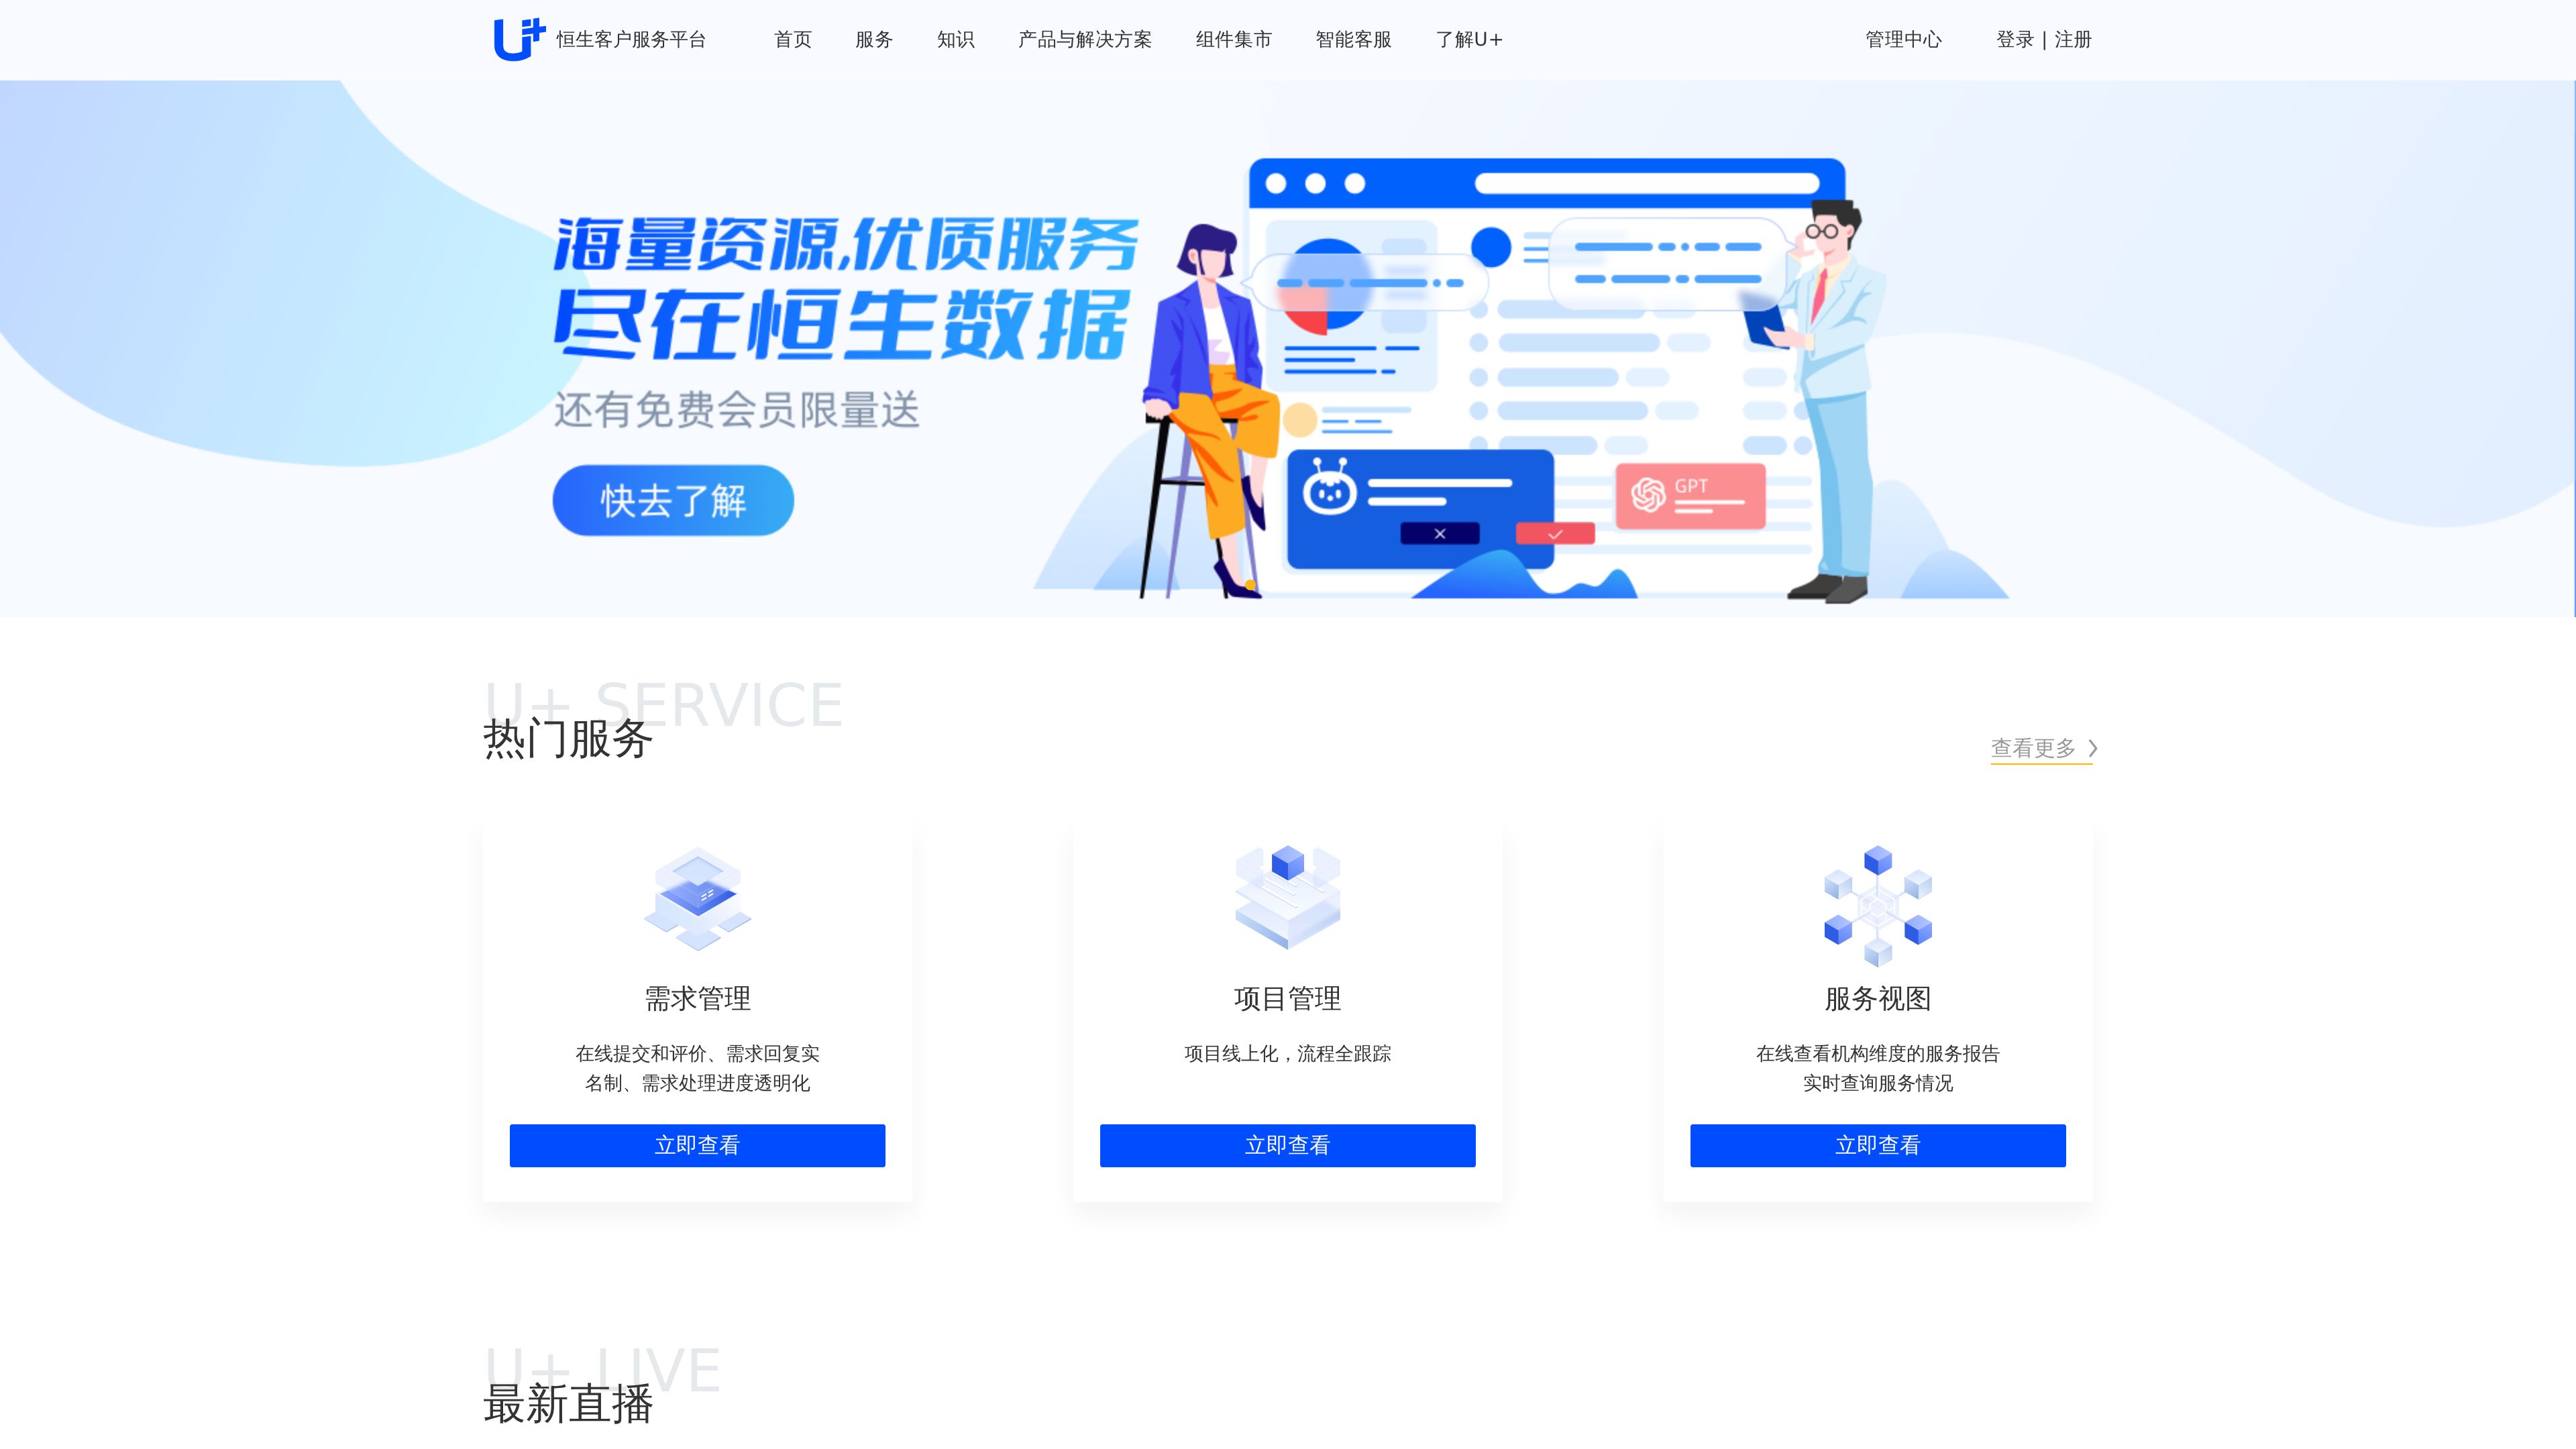 U+ 恒生客户服务平台 首页 服务 知识 产品与解决方案 组件集市 智能客服 了解U+ 管理中心 登录 | 注册
海量资源,优质服务
尽在恒生数据
还有免费会员限量送
快去了解
GPT
U+ SERVICE
热门服务
查看更多
需求管理
在线提交和评价、需求回复实
名制、需求处理进度透明化
立即查看
项目管理
项目线上化，流程全跟踪
立即查看
服务视图
在线查看机构维度的服务报告
实时查询服务情况
立即查看
U+ LIVE
最新直播